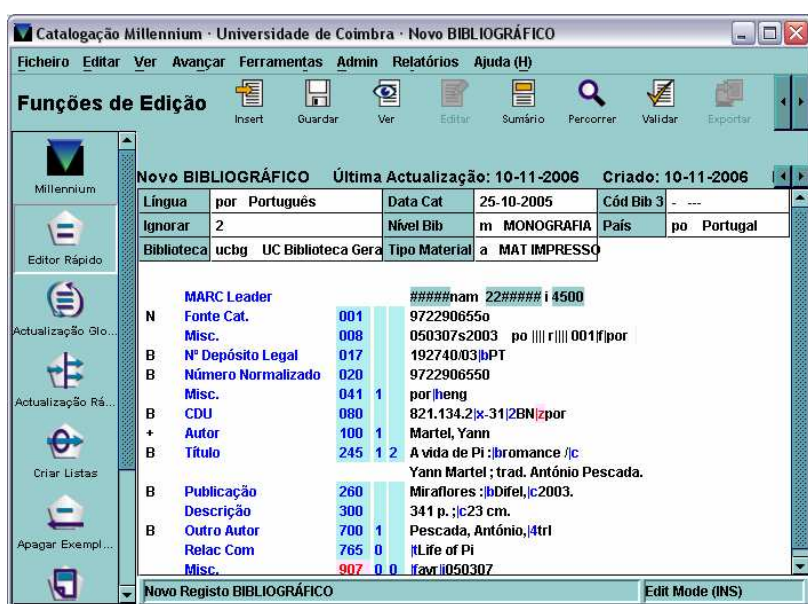 Catalogação Millennium · Universidade de Coimbra · Novo BIBLIOGRÁFICO
Ficheiro Editar Ver Avançar Ferramentas Admin Relatórios Ajuda (H)
Funções de Edição Insert Guardar Ver Editar Sumário Percorrer Validar Exportar
Millennium
Editor Rápido
Actualização Glo...
Actualização Rá...
Criar Listas
Apagar Exempl...
Novo BIBLIOGRÁFICO Última Actualização: 10-11-2006 Criado: 10-11-2006
Língua por Português Data Cat 25-10-2005 Cód Bib 3 - ---
Ignorar 2 Nível Bib m MONOGRAFIA País po Portugal
Biblioteca ucbg UC Biblioteca Gera Tipo Material a MAT IMPRESSO
MARC Leader #####nam 22##### i 4500
N Fonte Cat. 001 972290655o
Misc. 008 050307s2003 po |||| r|||| 001|f|por
B Nº Depósito Legal 017 192740/03|bPT
B Número Normalizado 020 9722906550
Misc. 041 1 por|heng
B CDU 080 821.134.2|x-31|2BN|zpor
+ Autor 100 1 Martel, Yann
B Título 245 1 2 A vida de Pi :|bromance /|c
Yann Martel ; trad. António Pescada.
B Publicação 260 Miraflores :|bDifel,|c2003.
Descrição 300 341 p. ;|c23 cm.
B Outro Autor 700 1 Pescada, António,|4trl
Relac Com 765 0 |tLife of Pi
Misc. 907 0 0 |favr|i050307
Novo Registo BIBLIOGRÁFICO Edit Mode (INS)